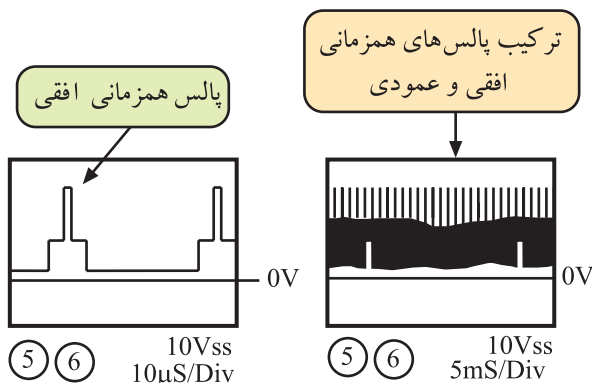 ترکیب پالس‌های همزمانی
افقی و عمودی
پالس همزمانی افقی
0V
0V
5 6
10Vss
10µS/Div
5 6
10Vss
5mS/Div